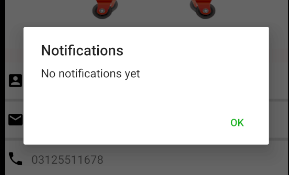 Notifications
No notifications yet
OK
03125511678